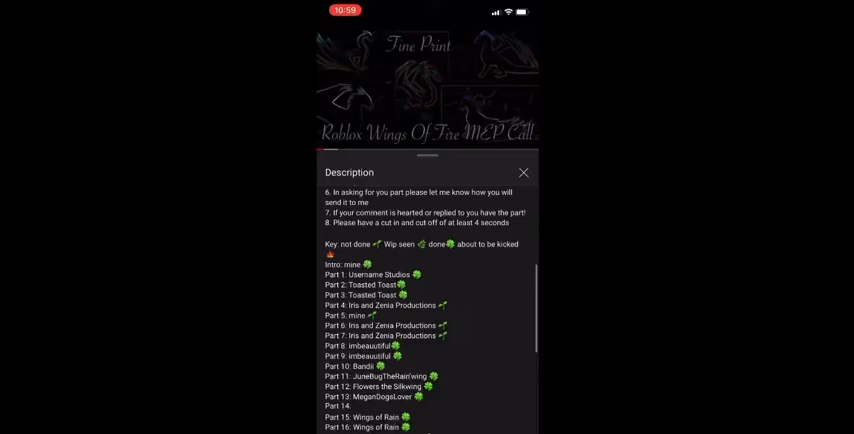 10:59
Fine Print
Roblox Wings Of Fire MEP Call
Description
6. In asking for you part please let me know how you will
send it to me
7. If your comment is hearted or replied to you have the part!
8. Please have a cut in and cut off of at least 4 seconds
Key: not done 🌱 Wip seen 🌿 done🍀 about to be kicked
🍁
Intro: mine 🍀
Part 1: Username Studios 🍀
Part 2: Toasted Toast🍀
Part 3: Toasted Toast 🍀
Part 4: Iris and Zenia Productions 🌱
Part 5: mine 🌱
Part 6: Iris and Zenia Productions 🌱
Part 7: Iris and Zenia Productions 🌱
Part 8: imbeauutiful🍀
Part 9: imbeauutiful 🍀
Part 10: Bandii 🍀
Part 11: JuneBugTheRain'wing 🍀
Part 12: Flowers the Silkwing 🍀
Part 13: MeganDogsLover 🍀
Part 14:
Part 15: Wings of Rain 🍀
Part 16: Wings of Rain 🍀